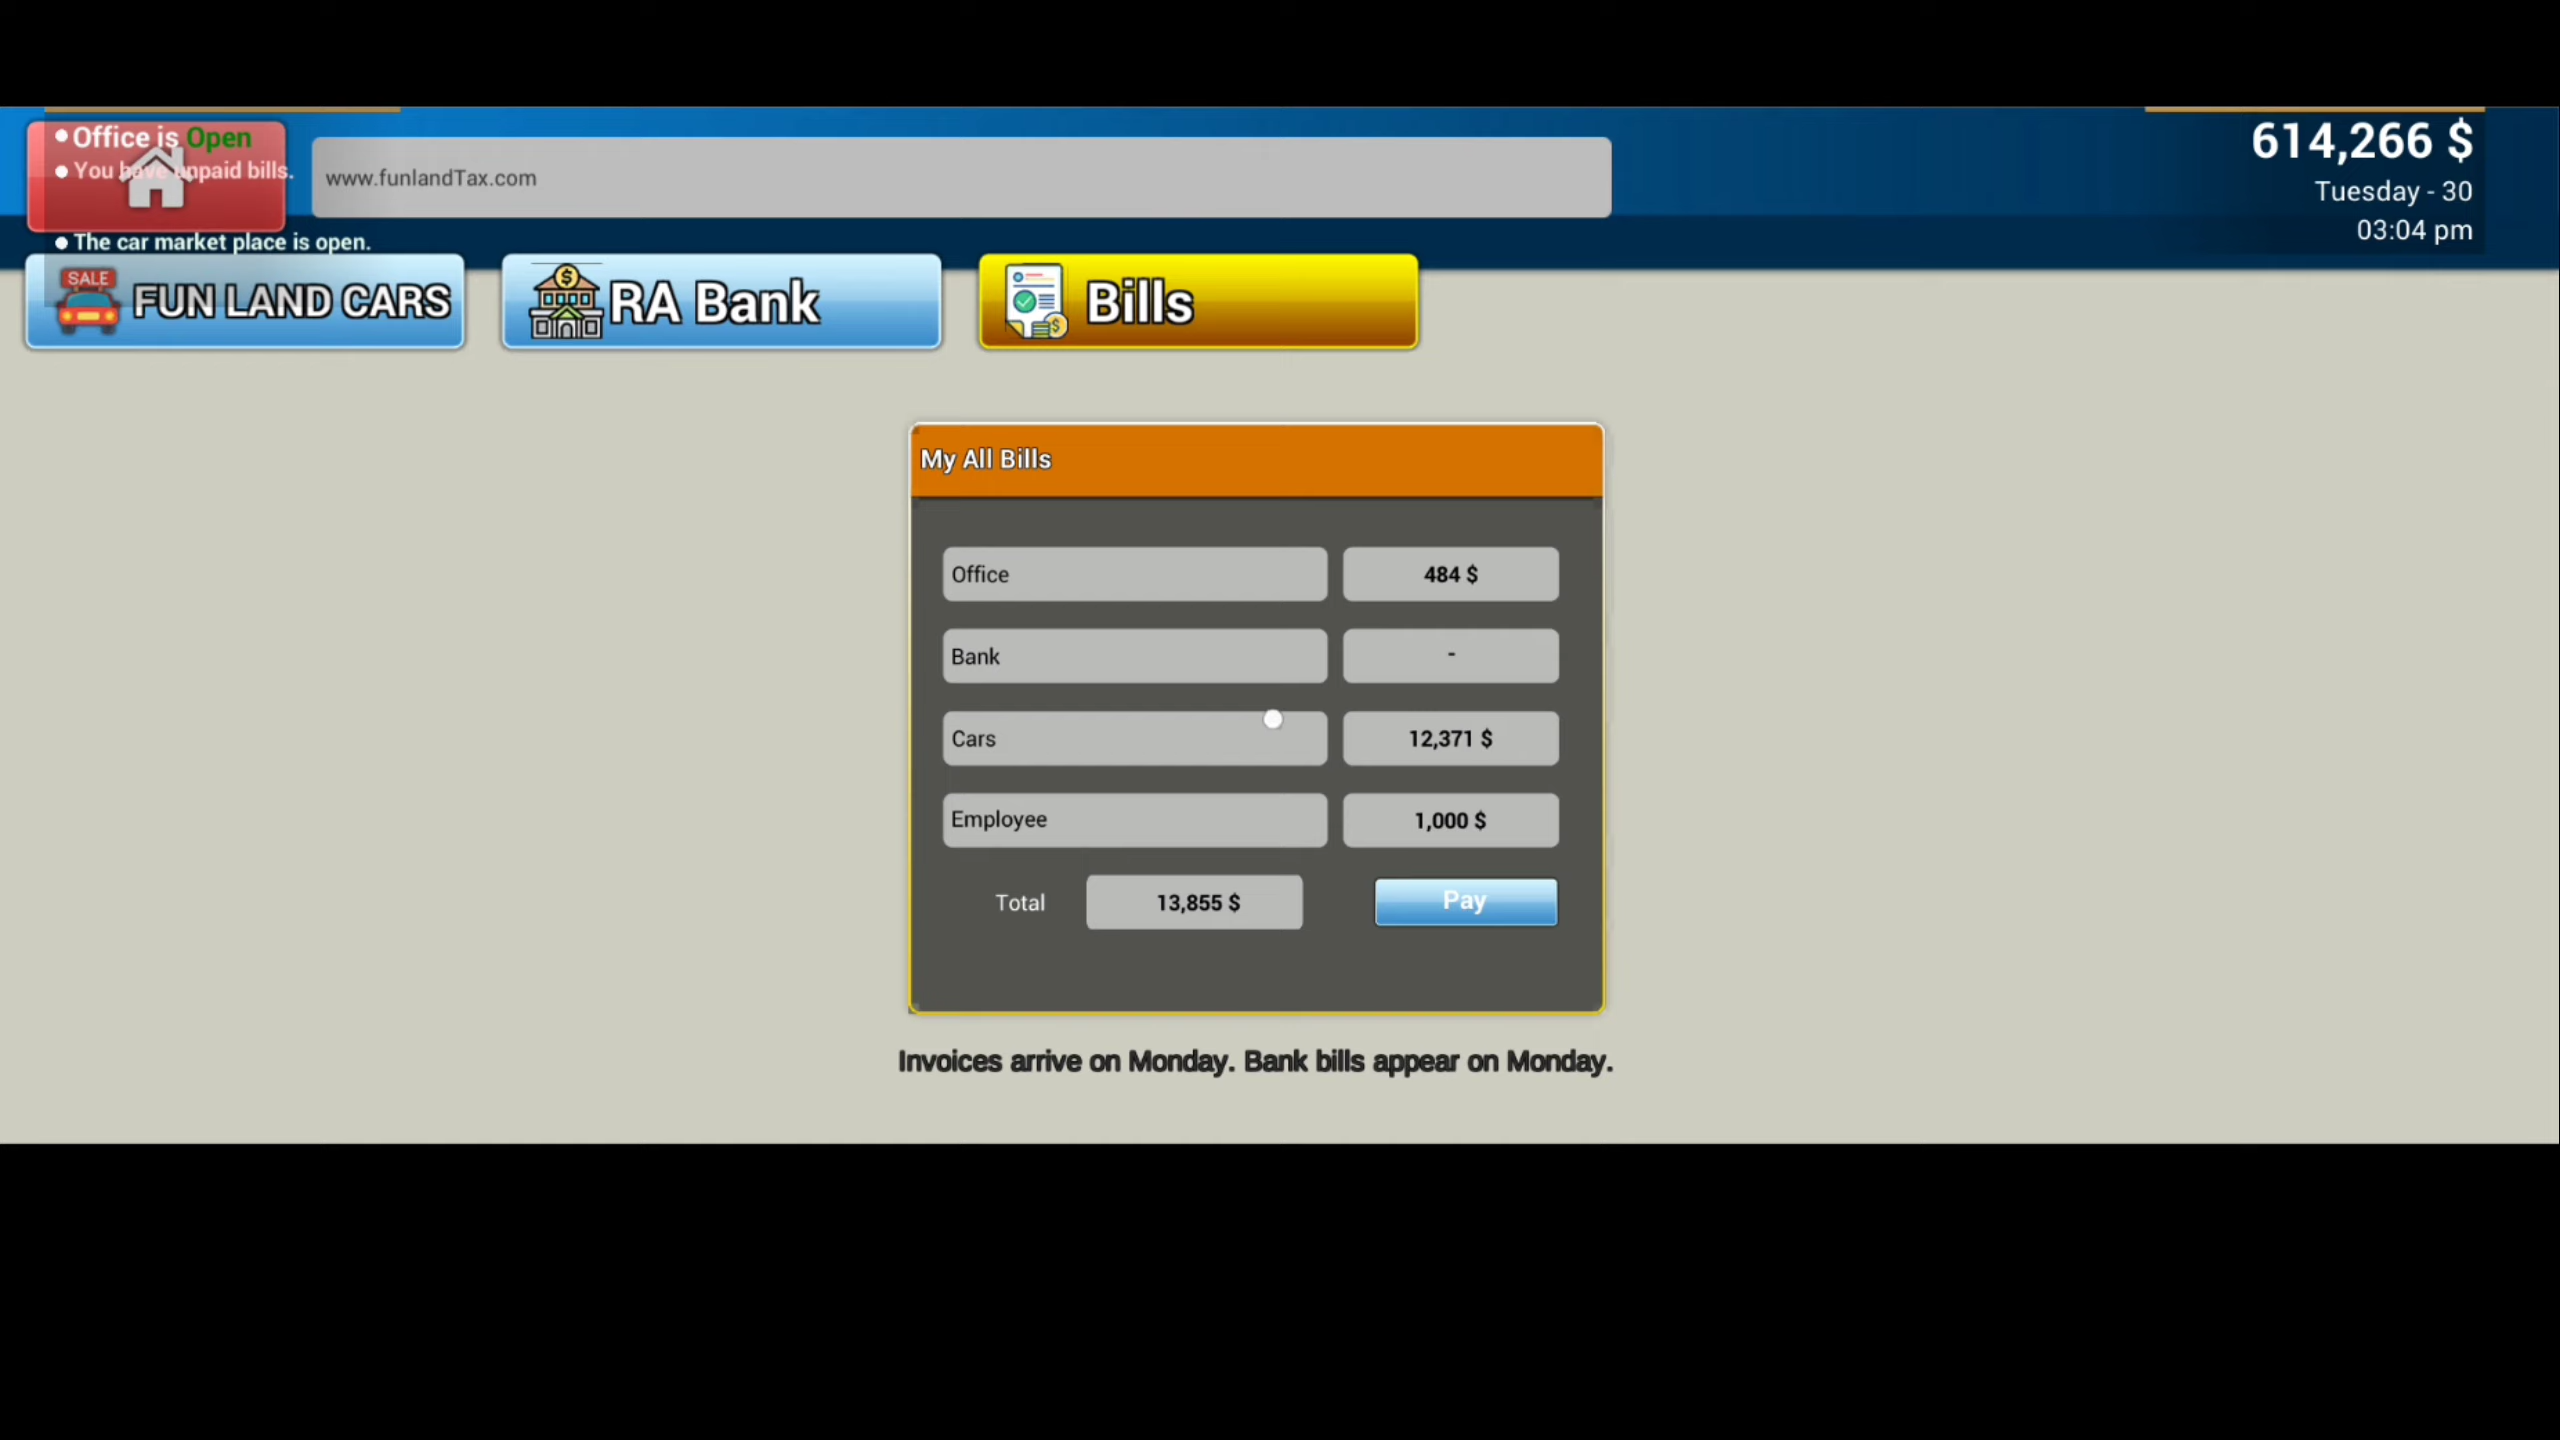 Office is Open
You have unpaid bills.
The car market place is open.
www.funlandTax.com
614,266 $
Tuesday - 30
03:04 pm
SALE
FUN LAND CARS
RA Bank
Bills
My All Bills
Office 484 $
Bank -
Cars 12,371 $
Employee 1,000 $
Total 13,855 $ Pay
Invoices arrive on Monday. Bank bills appear on Monday.